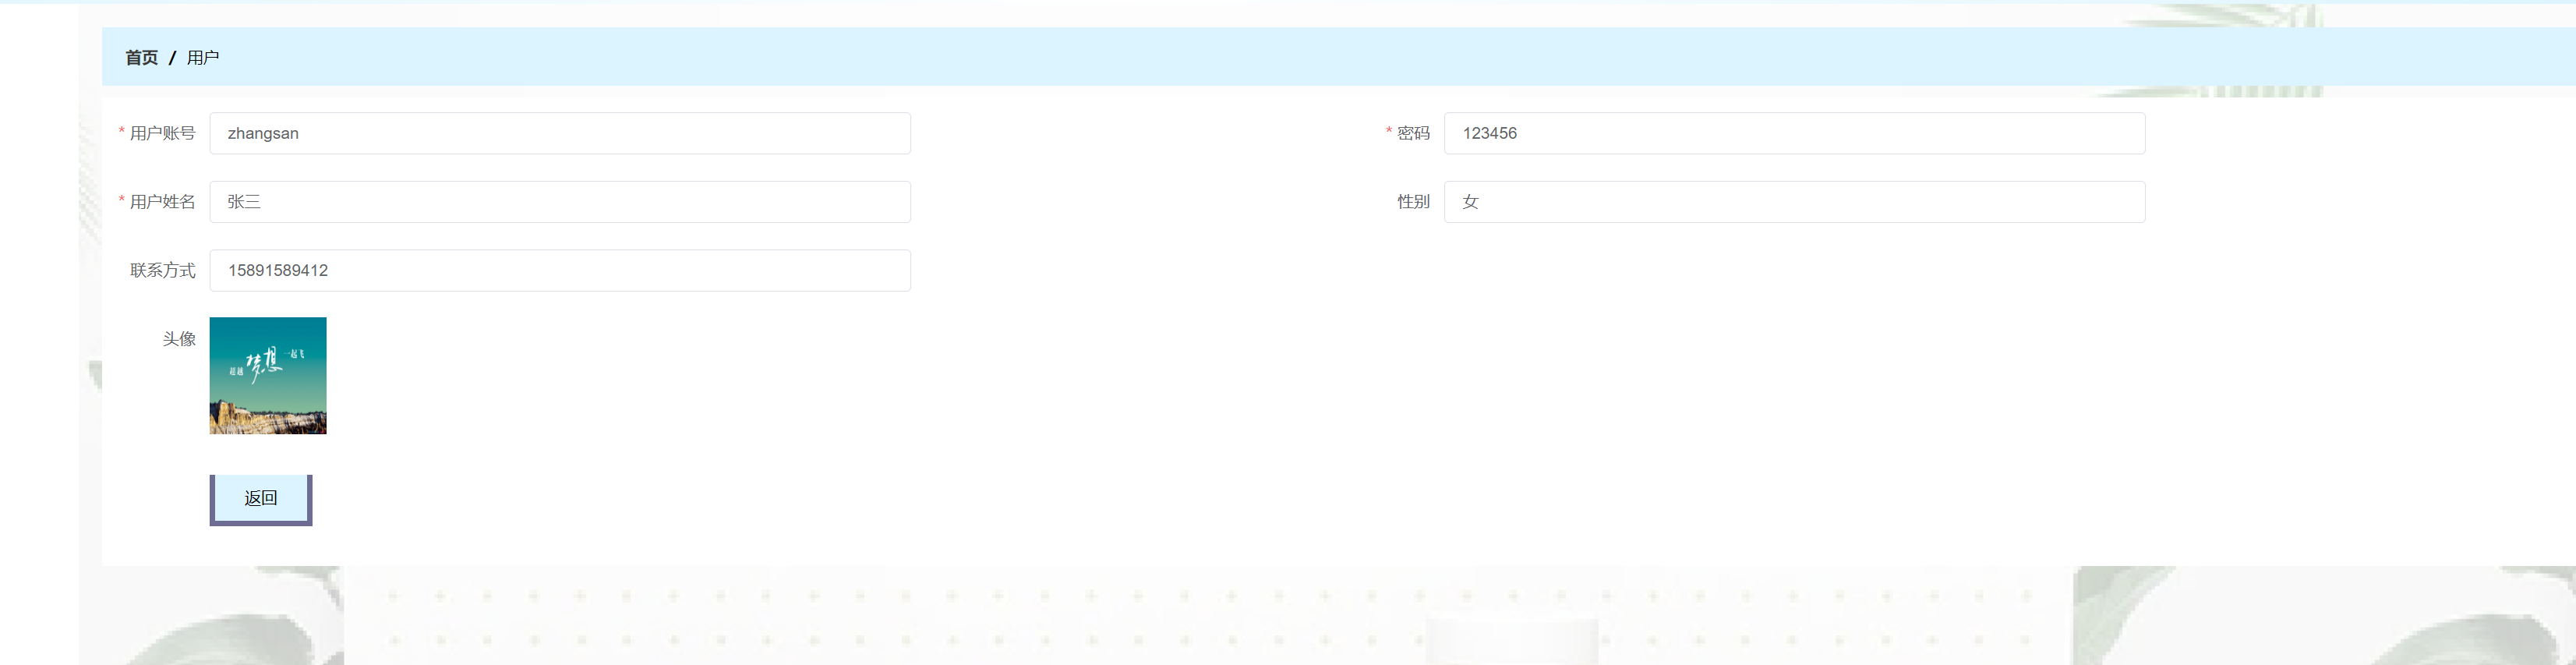 首页 / 用户
* 用户账号 zhangsan * 密码 123456
* 用户姓名 张三 性别 女
联系方式 15891589412
头像
超越 梦想 一起飞
返回